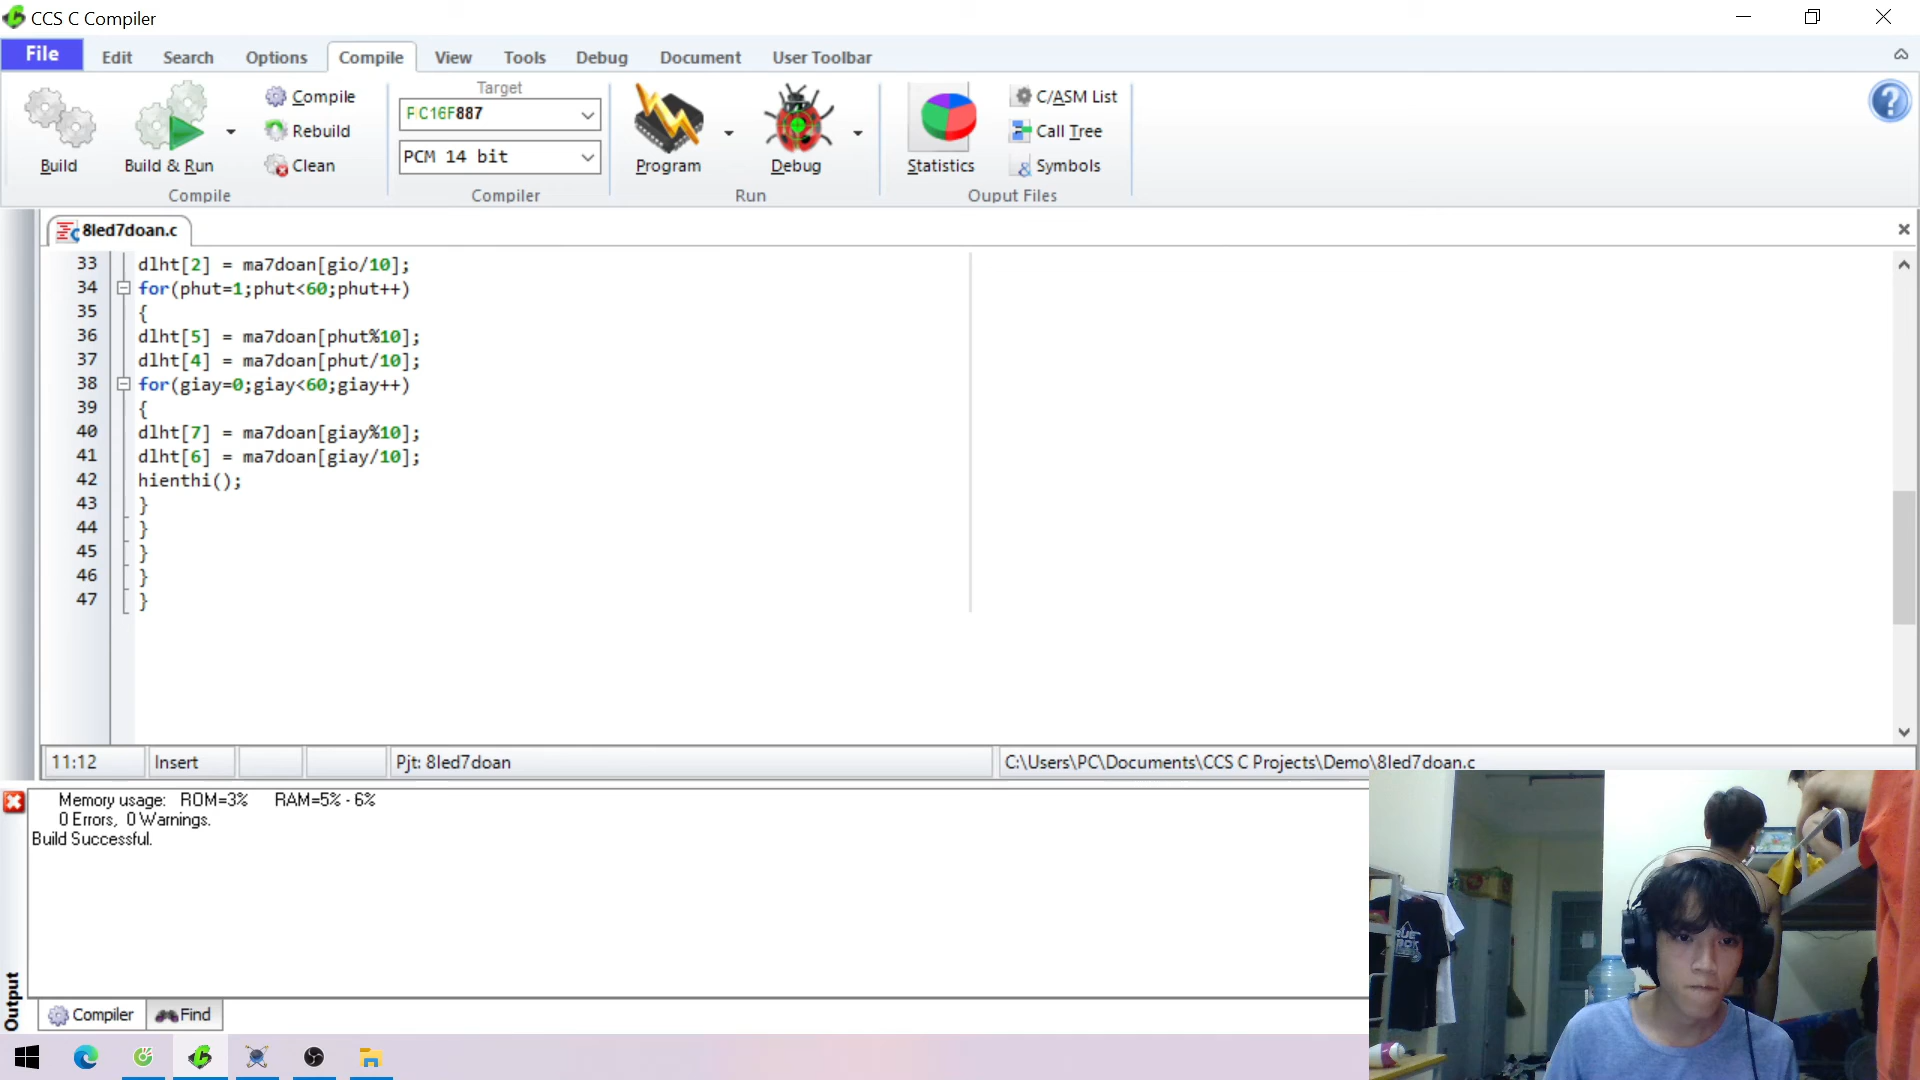 CCS C Compiler
File Edit Search Options Compile View Tools Debug Document User Toolbar
Build
Build & Run
Compile
Rebuild
Clean
Compile
Target
PIC16F887
PCM 14 bit
Compiler
Program
Debug
Run
Statistics
C/ASM List
Call Tree
Symbols
Ouput Files
8led7doan.c
33 dlht[2] = ma7doan[gio/10];
34 for(phut=1;phut<60;phut++)
35 {
36 dlht[5] = ma7doan[phut%10];
37 dlht[4] = ma7doan[phut/10];
38 for(giay=0;giay<60;giay++)
39 {
40 dlht[7] = ma7doan[giay%10];
41 dlht[6] = ma7doan[giay/10];
42 hienthi();
43 }
44 }
45 }
46 }
47 }
11:12 Insert Pjt: 8led7doan C:\Users\PC\Documents\CCS C Projects\Demo\8led7doan.c
Memory usage: ROM=3% RAM=5% - 6%
0 Errors, 0 Warnings.
Build Successful.
Output
Compiler Find